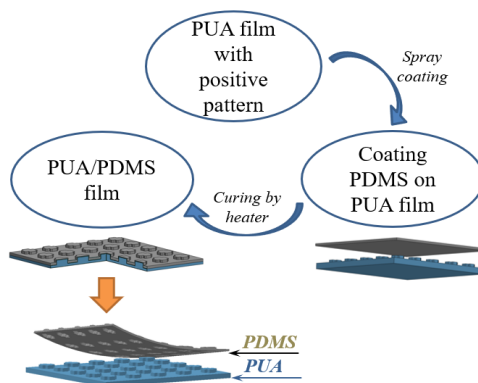 PUA film
with
positive
pattern
Spray
coating
PUA/PDMS
film
Coating
PDMS on
PUA film
Curing by
heater
PDMS
PUA